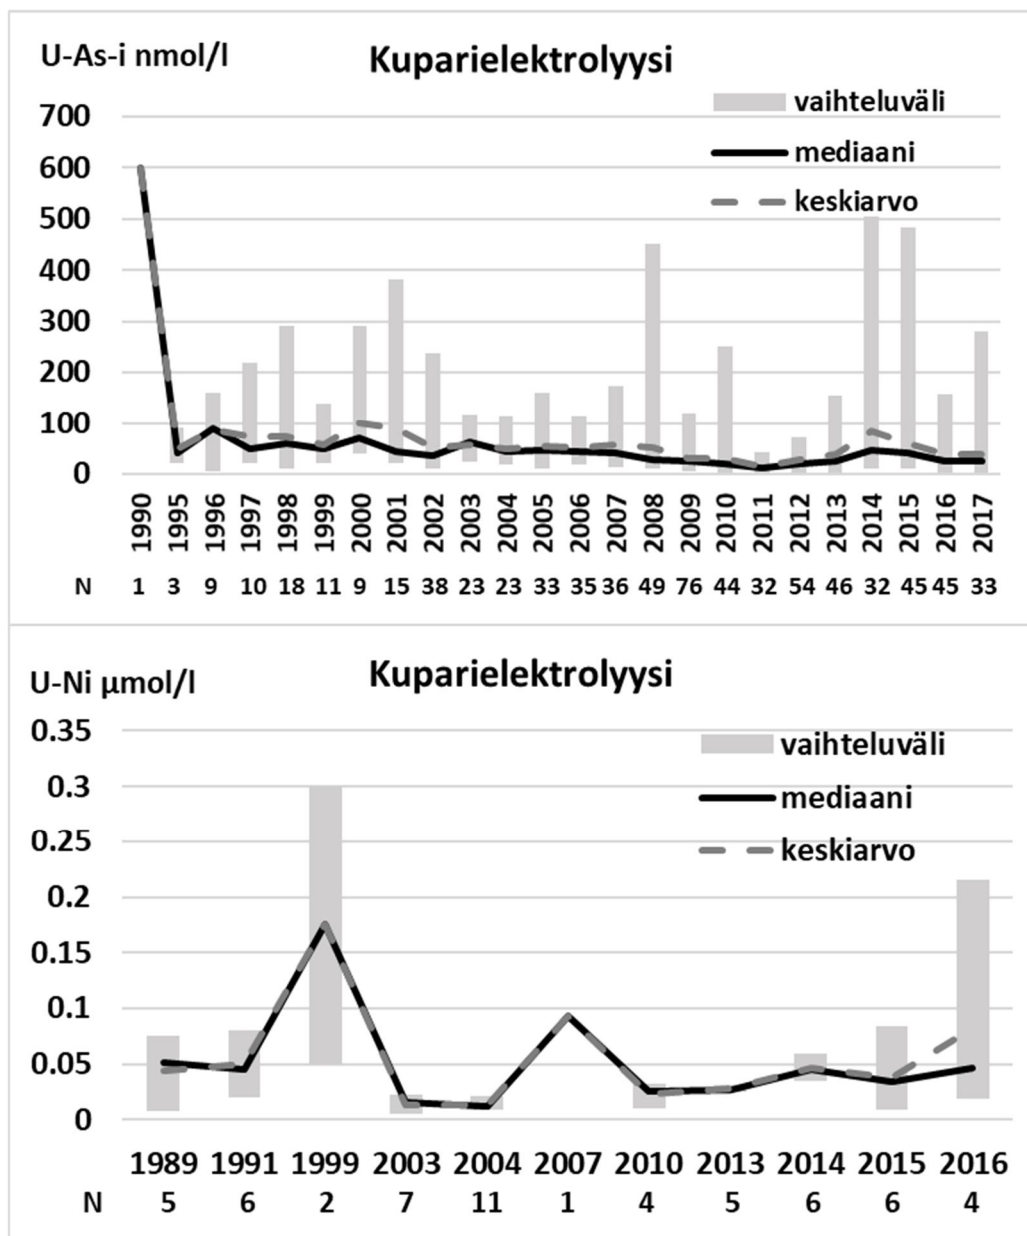 U-As-i nmol/l
Kuparielektrolyysi
vaihteluväli
mediaani
keskiarvo
700
600
500
400
300
200
100
0
1990 1995 1996 1997 1998 1999 2000 2001 2002 2003 2004 2005 2006 2007 2008 2009 2010 2011 2012 2013 2014 2015 2016 2017
N 1 3 9 10 18 11 9 15 38 23 23 33 35 36 49 76 44 32 54 46 32 45 45 33
U-Ni µmol/l
Kuparielektrolyysi
vaihteluväli
mediaani
keskiarvo
0.35
0.3
0.25
0.2
0.15
0.1
0.05
0
1989 1991 1999 2003 2004 2007 2010 2013 2014 2015 2016
N 5 6 2 7 11 1 4 5 6 6 4